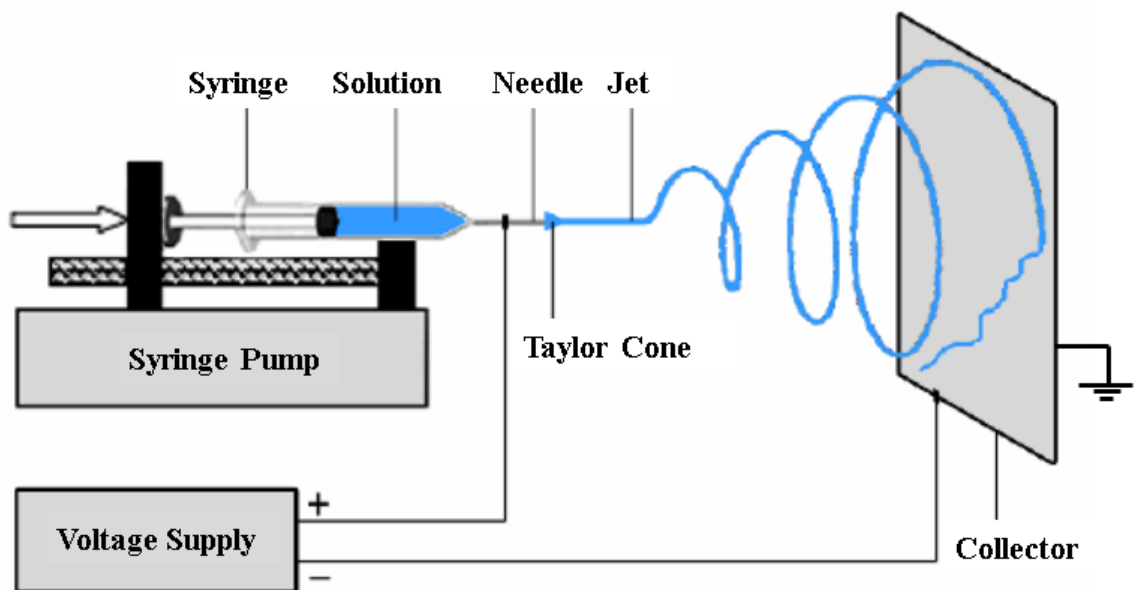 Syringe
Solution
Needle
Jet
Taylor Cone
Syringe Pump
+
Voltage Supply
−
Collector